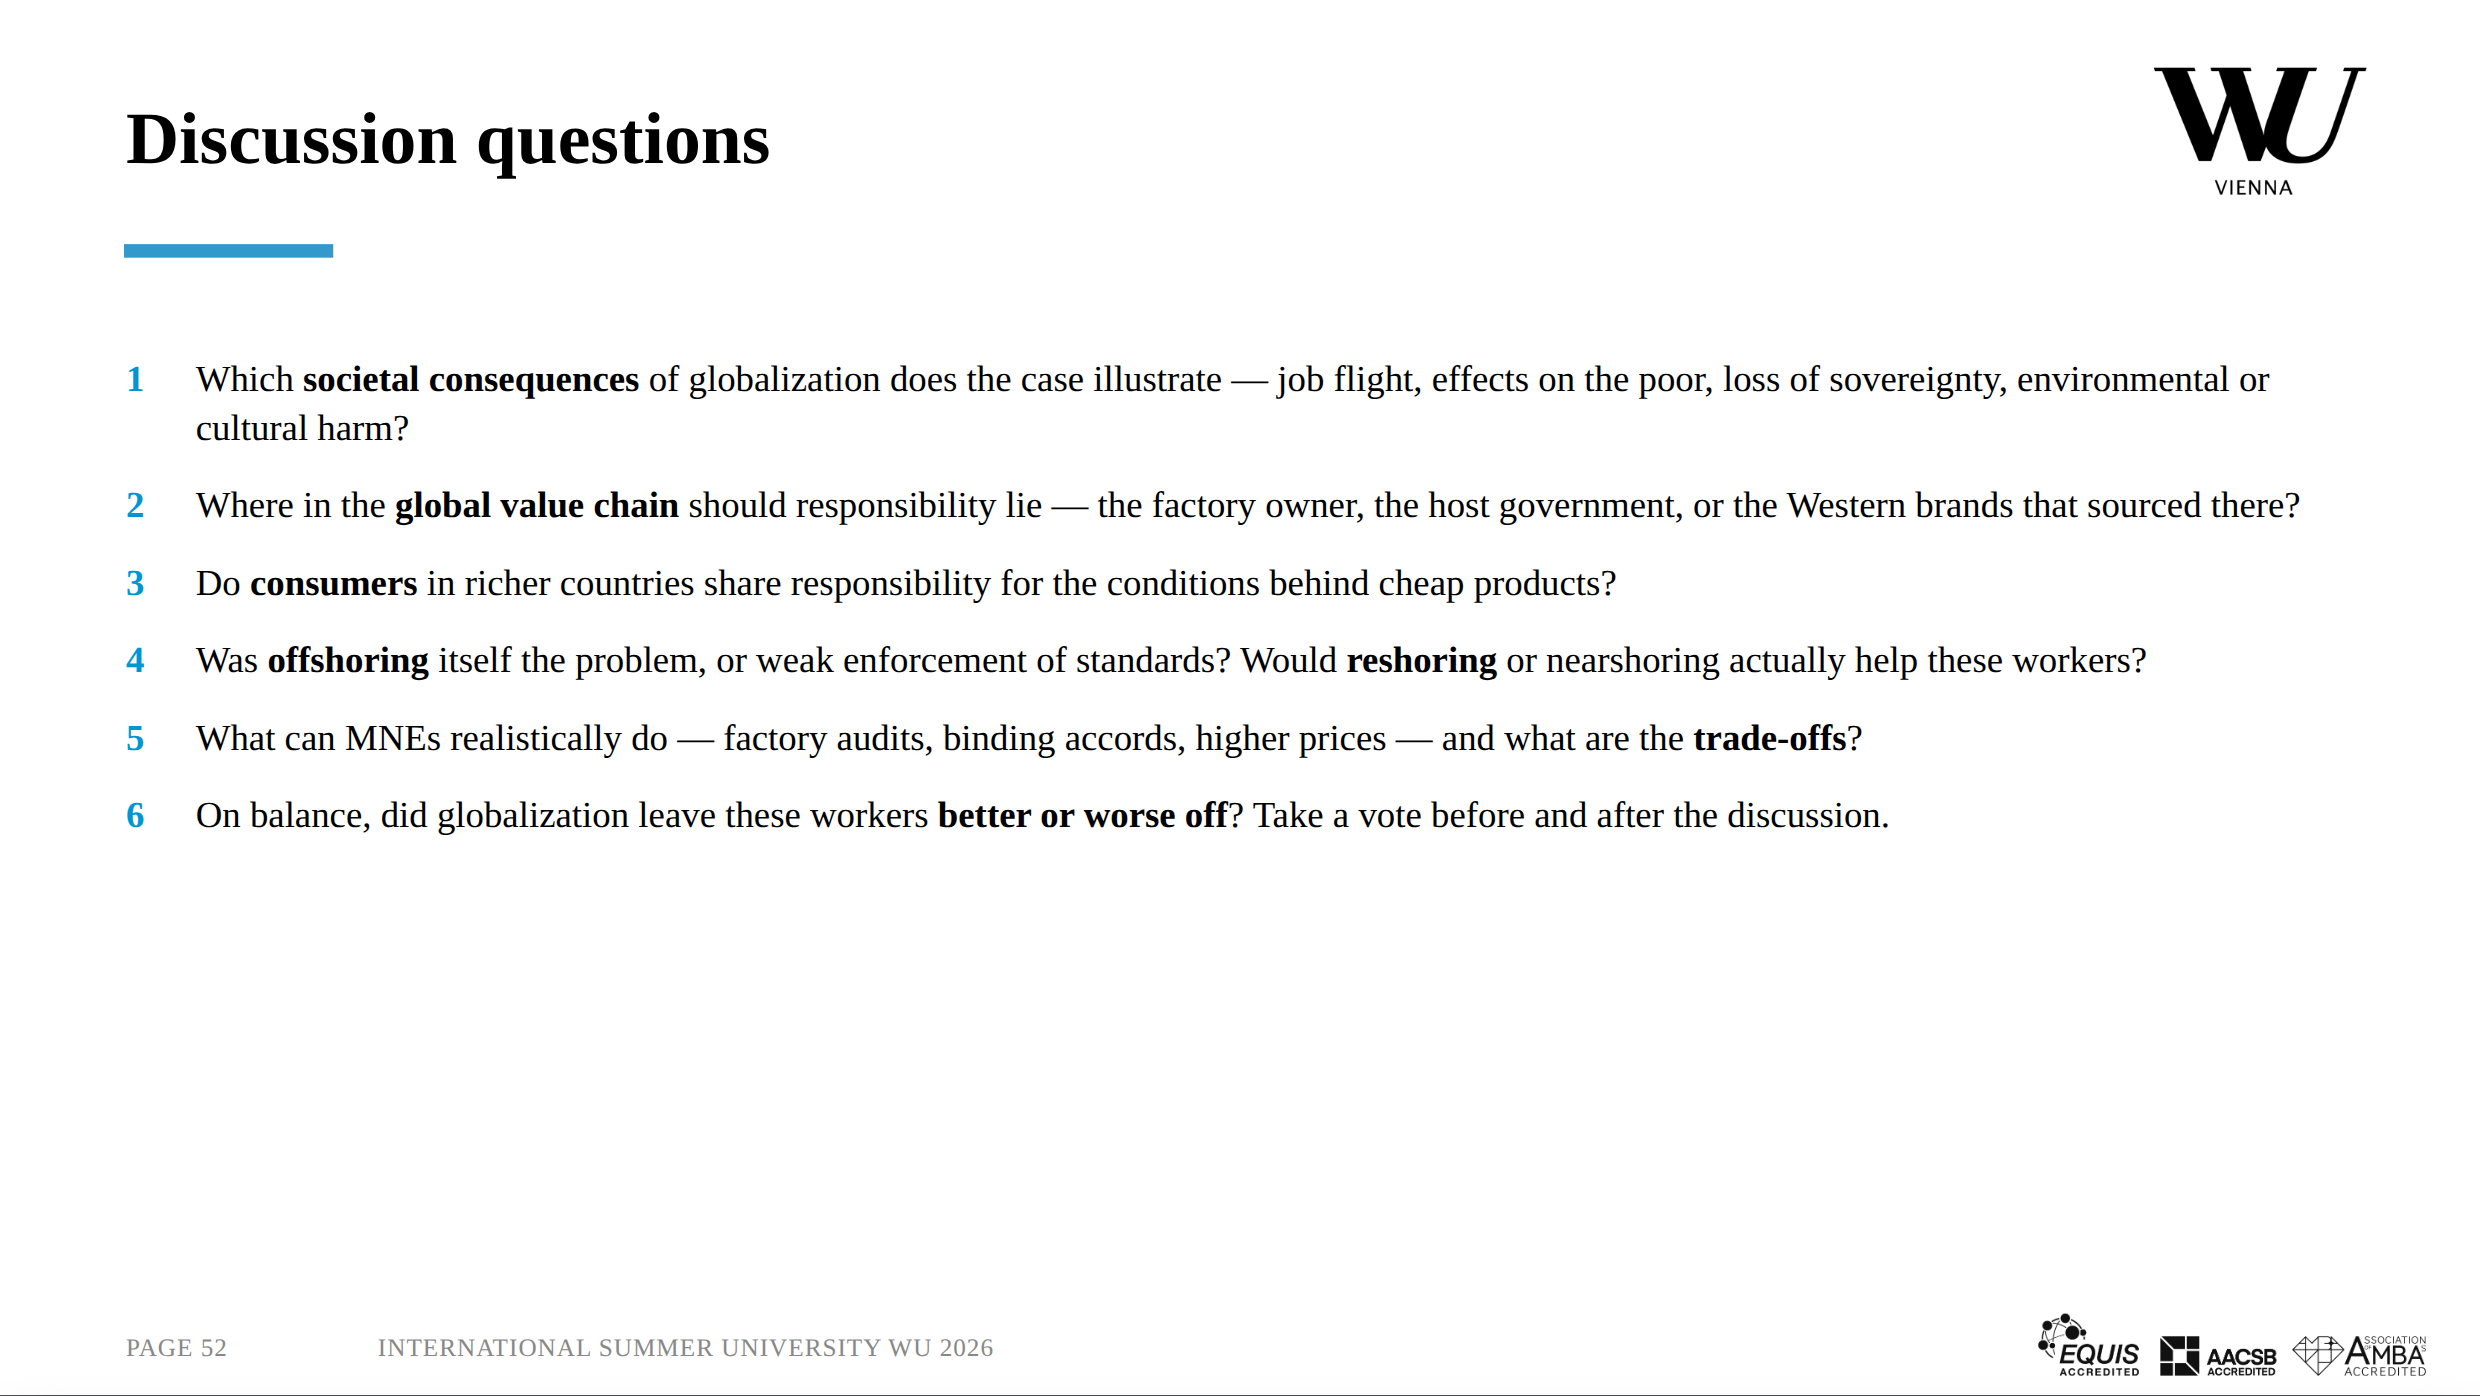 Discussion questions
WU
VIENNA
1 Which societal consequences of globalization does the case illustrate — job flight, effects on the poor, loss of sovereignty, environmental or
cultural harm?
2 Where in the global value chain should responsibility lie — the factory owner, the host government, or the Western brands that sourced there?
3 Do consumers in richer countries share responsibility for the conditions behind cheap products?
4 Was offshoring itself the problem, or weak enforcement of standards? Would reshoring or nearshoring actually help these workers?
5 What can MNEs realistically do — factory audits, binding accords, higher prices — and what are the trade-offs?
6 On balance, did globalization leave these workers better or worse off? Take a vote before and after the discussion.
PAGE 52 INTERNATIONAL SUMMER UNIVERSITY WU 2026
EQUIS
ACCREDITED
AACSB
ACCREDITED
ASSOCIATION
OF MBAS
ACCREDITED